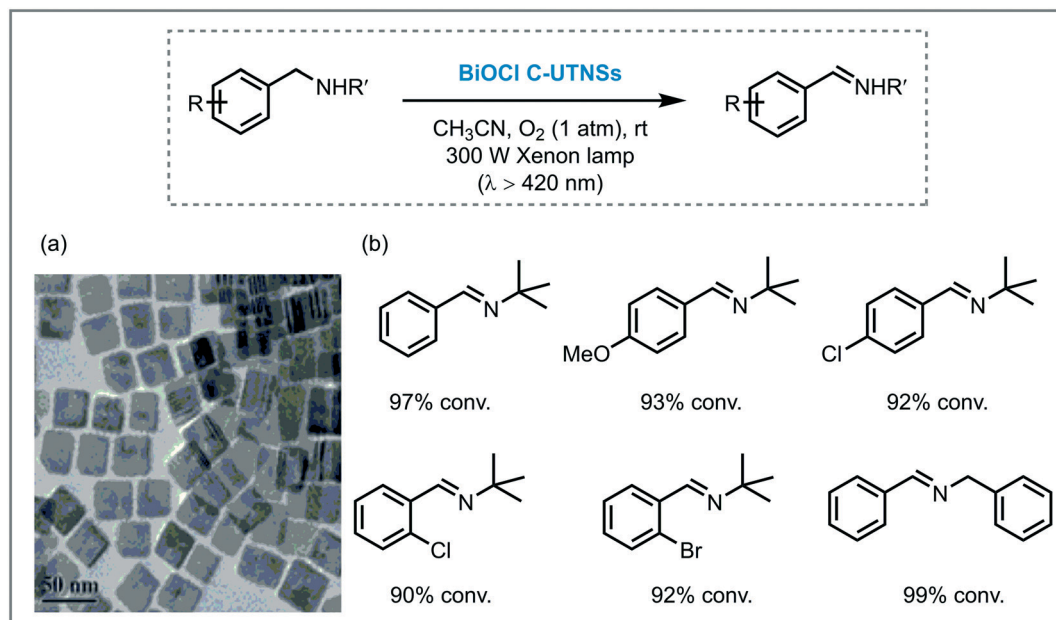 BiOCl C-UTNSs
R
NHR′
CH₃CN, O₂ (1 atm), rt
300 W Xenon lamp
(λ > 420 nm)
R
NHR′
(a)
50 nm
(b)
N
97% conv.
MeO
N
93% conv.
Cl
N
92% conv.
N
Cl
90% conv.
N
Br
92% conv.
N
99% conv.